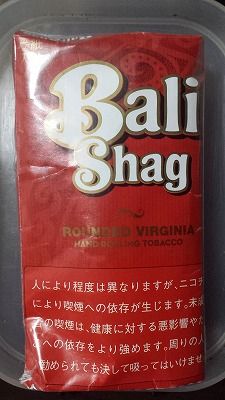 Bali
Shag
ROUNDED VIRGINIA
HAND ROLLING TOBACCO
人により程度は異なりますが、ニコチ
により喫煙への依存が生じます。未成
者の喫煙は、健康に対する悪影響やた
への依存をより強めます。周りの人
勧められても決して吸ってはいけませ